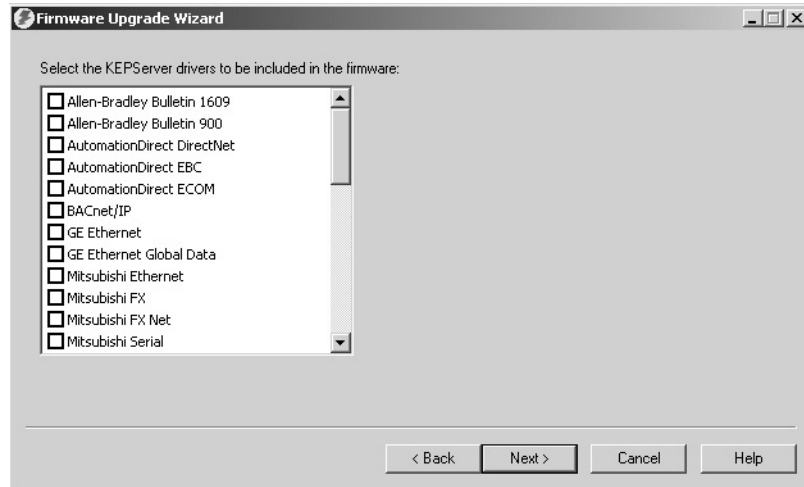 Firmware Upgrade Wizard
Select the KEPServer drivers to be included in the firmware:
Allen-Bradley Bulletin 1609
Allen-Bradley Bulletin 900
AutomationDirect DirectNet
AutomationDirect EBC
AutomationDirect ECOM
BACnet/IP
GE Ethernet
GE Ethernet Global Data
Mitsubishi Ethernet
Mitsubishi FX
Mitsubishi FX Net
Mitsubishi Serial
< Back Next > Cancel Help